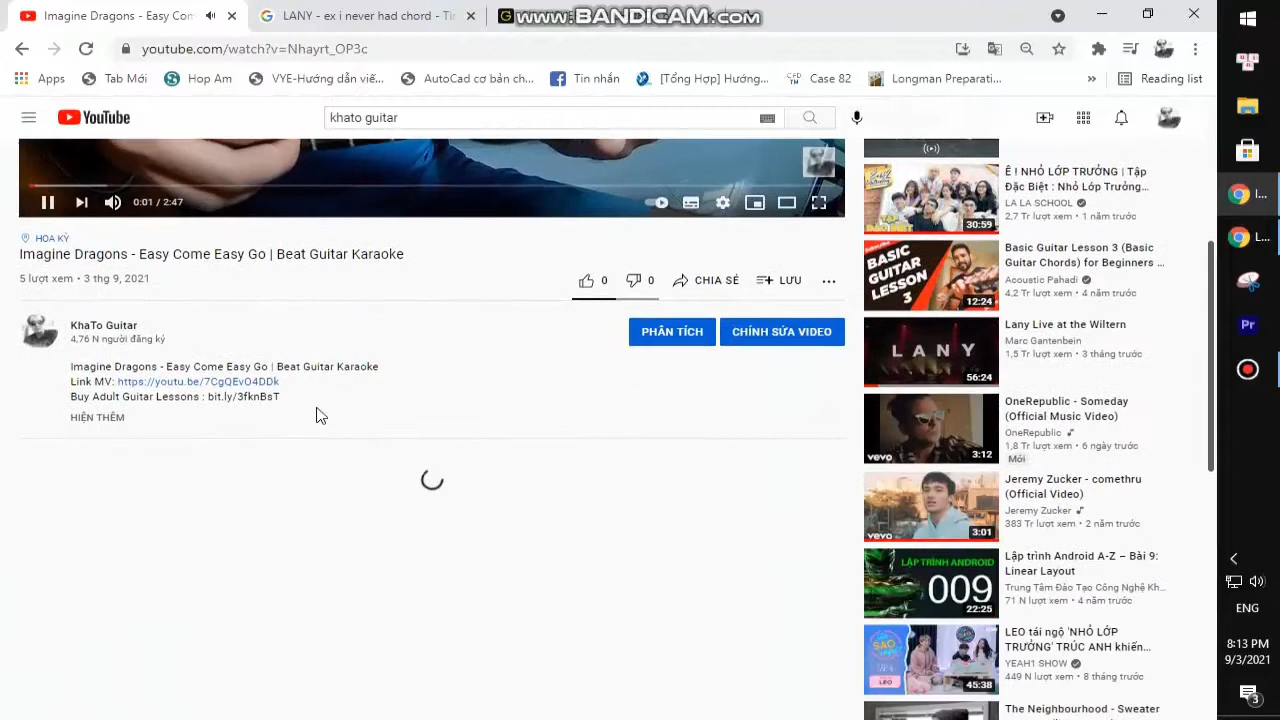 Imagine Dragons - Easy Come
LANY - ex i never had chord - Th
www.BANDICAM.com
youtube.com/watch?v=Nhayrt_OP3c
Apps
Tab Mới
Hop Am
VYE-Hướng dẫn viế...
AutoCad cơ bản ch...
Tin nhắn
[Tổng Hợp] Hướng...
Case 82
Longman Preparati...
»
Reading list
YouTube
khato guitar
0:01 / 2:47
HOA KỲ
Imagine Dragons - Easy Come Easy Go | Beat Guitar Karaoke
5 lượt xem • 3 thg 9, 2021
0
0
CHIA SẺ
LƯU
KhaTo Guitar
4,76 N người đăng ký
PHÂN TÍCH
CHỈNH SỬA VIDEO
Imagine Dragons - Easy Come Easy Go | Beat Guitar Karaoke
Link MV: https://youtu.be/7CgQEvO4DDk
Buy Adult Guitar Lessons : bit.ly/3fknBsT
HIỆN THÊM
Ê ! NHỎ LỚP TRƯỞNG | Tập
Đặc Biệt : Nhỏ Lớp Trưởng...
LA LA SCHOOL
2,7 Tr lượt xem • 1 năm trước
30:59
BASIC
GUITAR
LESSON
3
12:24
Basic Guitar Lesson 3 (Basic
Guitar Chords) for Beginners ...
Acoustic Pahadi
4,2 Tr lượt xem • 4 năm trước
LANY
56:24
Lany Live at the Wiltern
Marc Gantenbein
1,5 Tr lượt xem • 3 tháng trước
vevo
3:12
OneRepublic - Someday
(Official Music Video)
OneRepublic
1,8 Tr lượt xem • 6 ngày trước
Mới
vevo
3:01
Jeremy Zucker - comethru
(Official Video)
Jeremy Zucker
383 Tr lượt xem • 2 năm trước
LẬP TRÌNH ANDROID
009
22:25
Lập trình Android A-Z – Bài 9:
Linear Layout
Trung Tâm Đào Tạo Công Nghệ Kh...
71 N lượt xem • 4 năm trước
SAO
LEO
45:38
LEO tái ngộ 'NHỎ LỚP
TRƯỞNG' TRÚC ANH khiến...
YEAH1 SHOW
449 N lượt xem • 8 tháng trước
The Neighbourhood - Sweater
I...
L...
Pr
ENG
8:13 PM
9/3/2021
3